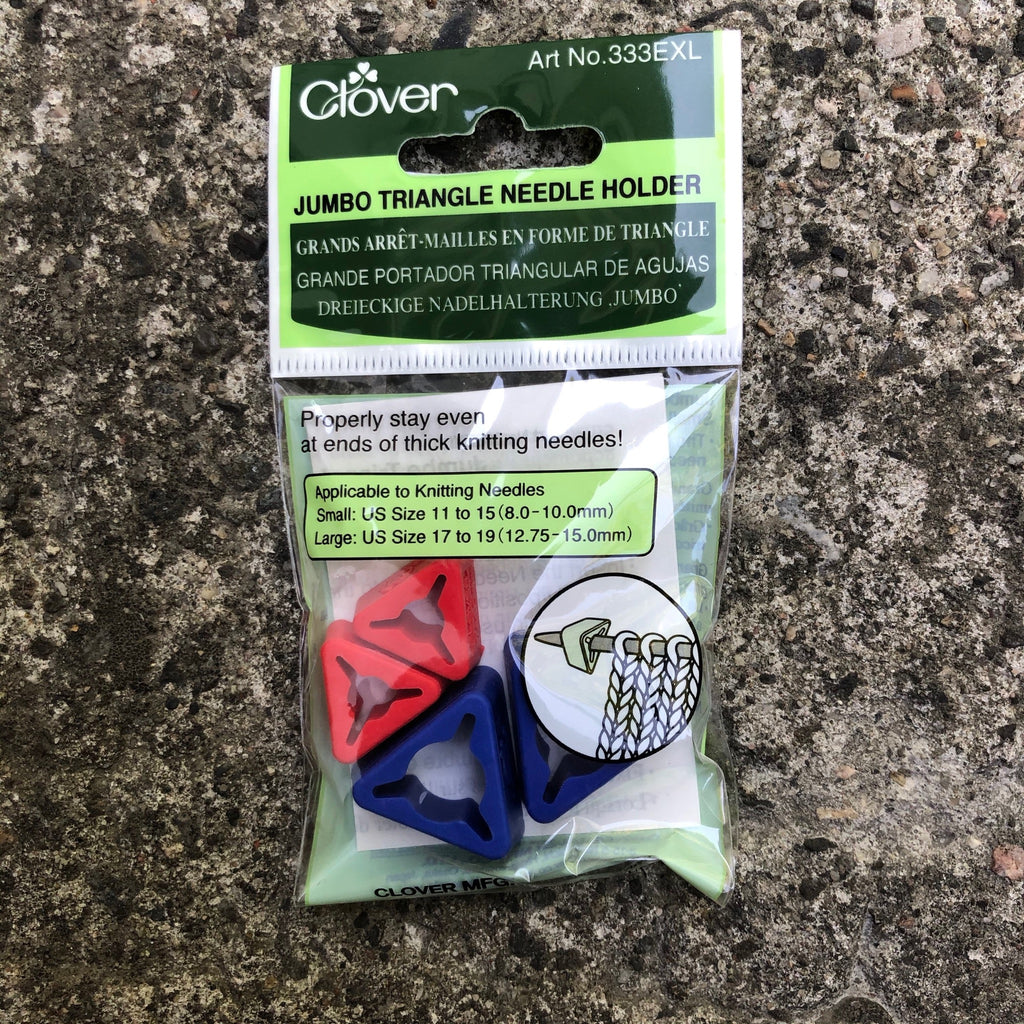 Clover
Art No.333EXL
JUMBO TRIANGLE NEEDLE HOLDER
GRANDS ARRÊT-MAILLES EN FORME DE TRIANGLE
GRANDE PORTADOR TRIANGULAR DE AGUJAS
DREIECKIGE NADELHALTERUNG ‚JUMBO‘
Properly stay even
at ends of thick knitting needles!
Applicable to Knitting Needles
Small: US Size 11 to 15(8.0-10.0mm)
Large: US Size 17 to 19(12.75-15.0mm)
CLOVER MFG.